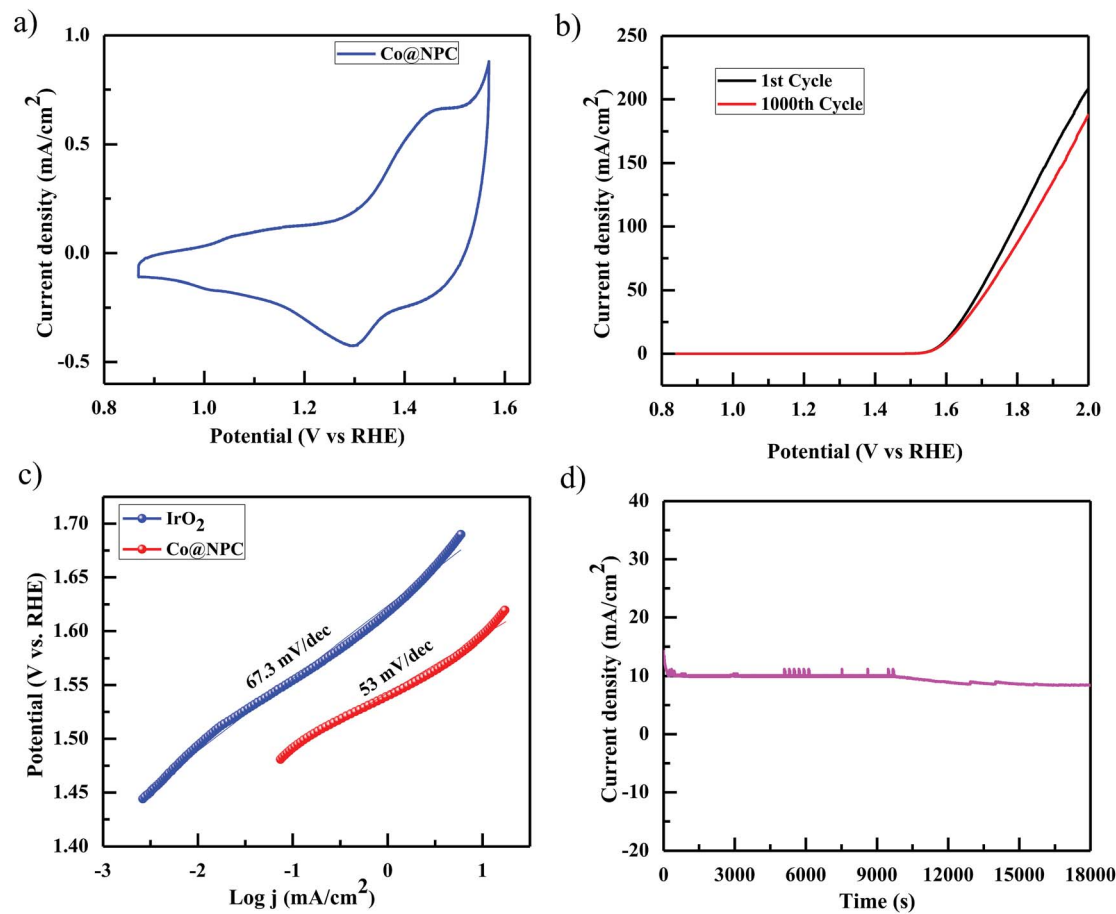 a)
Co@NPC
1.0
0.5
0.0
-0.5
Current density (mA/cm²)
0.8 1.0 1.2 1.4 1.6
Potential (V vs RHE)
b)
1st Cycle
1000th Cycle
250
200
150
100
50
0
Current density (mA/cm²)
0.8 1.0 1.2 1.4 1.6 1.8 2.0
Potential (V vs RHE)
c)
IrO₂
Co@NPC
67.3 mV/dec
53 mV/dec
1.70
1.65
1.60
1.55
1.50
1.45
1.40
Potential (V vs. RHE)
-3 -2 -1 0 1
Log j (mA/cm²)
d)
40
30
20
10
0
-10
-20
Current density (mA/cm²)
0 3000 6000 9000 12000 15000 18000
Time (s)